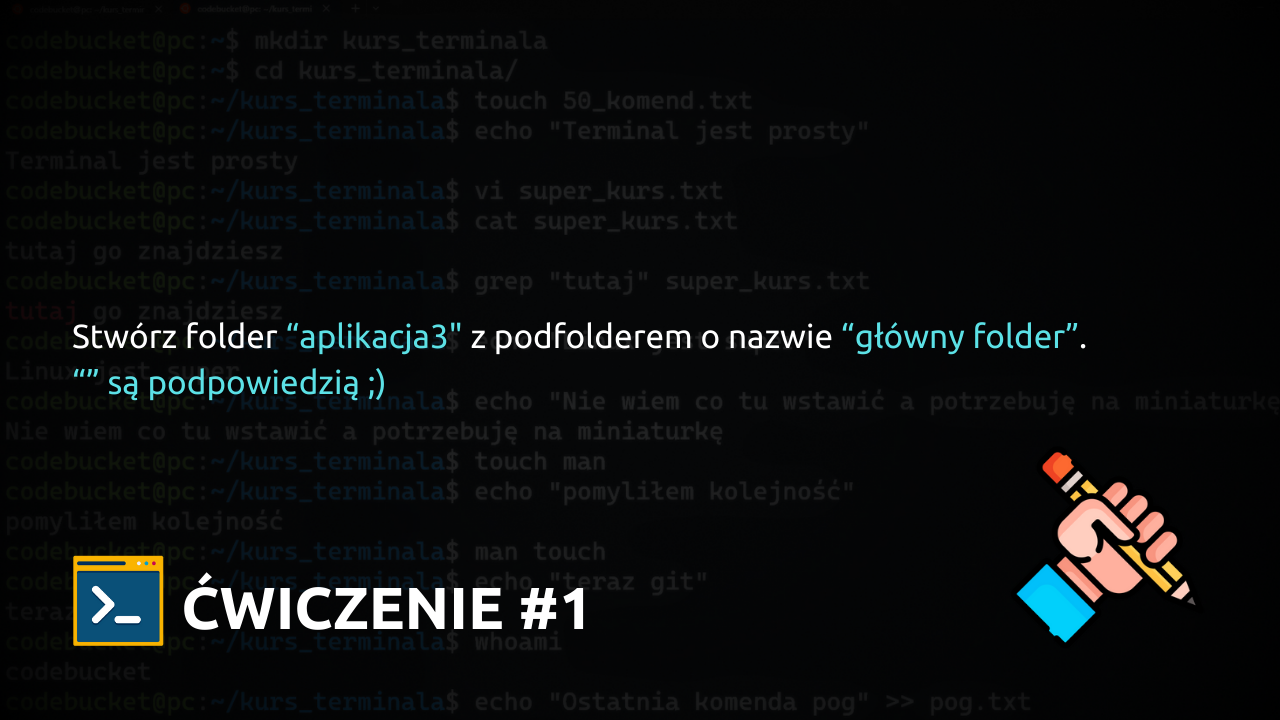 codebucket@pc:~$ mkdir kurs_terminala
codebucket@pc:~$ cd kurs_terminala/
codebucket@pc:~/kurs_terminala$ touch 50_komend.txt
codebucket@pc:~/kurs_terminala$ echo "Terminal jest prosty"
Terminal jest prosty
codebucket@pc:~/kurs_terminala$ vi super_kurs.txt
codebucket@pc:~/kurs_terminala$ cat super_kurs.txt
tutaj go znajdziesz
codebucket@pc:~/kurs_terminala$ grep "tutaj" super_kurs.txt
tutaj go znajdziesz
Stwórz folder “aplikacja3" z podfolderem o nazwie “główny folder”.
Linux jest super
“” są podpowiedzią ;)
codebucket@pc:~/kurs_terminala$ echo "Nie wiem co tu wstawić a potrzebuję na miniaturkę
Nie wiem co tu wstawić a potrzebuję na miniaturkę
codebucket@pc:~/kurs_terminala$ touch man
codebucket@pc:~/kurs_terminala$ echo "pomyliłem kolejność"
pomyliłem kolejność
codebucket@pc:~/kurs_terminala$ man touch
codebucket@pc:~/kurs_terminala$ echo "teraz git"
ĆWICZENIE #1
$ whoami
codebucket
codebucket@pc:~/kurs_terminala$ echo "Ostatnia komenda pog" >> pog.txt